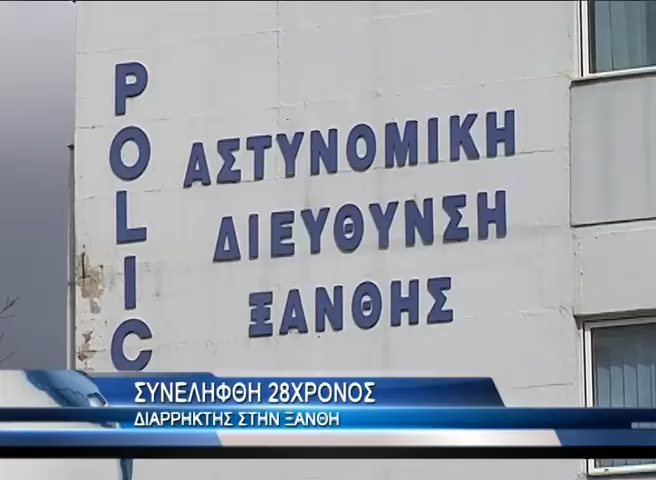 POLIC
ΑΣΤΥΝΟΜΙΚΗ
ΔΙΕΥΘΥΝΣΗ
ΞΑΝΘΗΣ
ΣΥΝΕΛΗΦΘΗ 28ΧΡΟΝΟΣ
ΔΙΑΡΡΗΚΤΗΣ ΣΤΗΝ ΞΑΝΘΗ